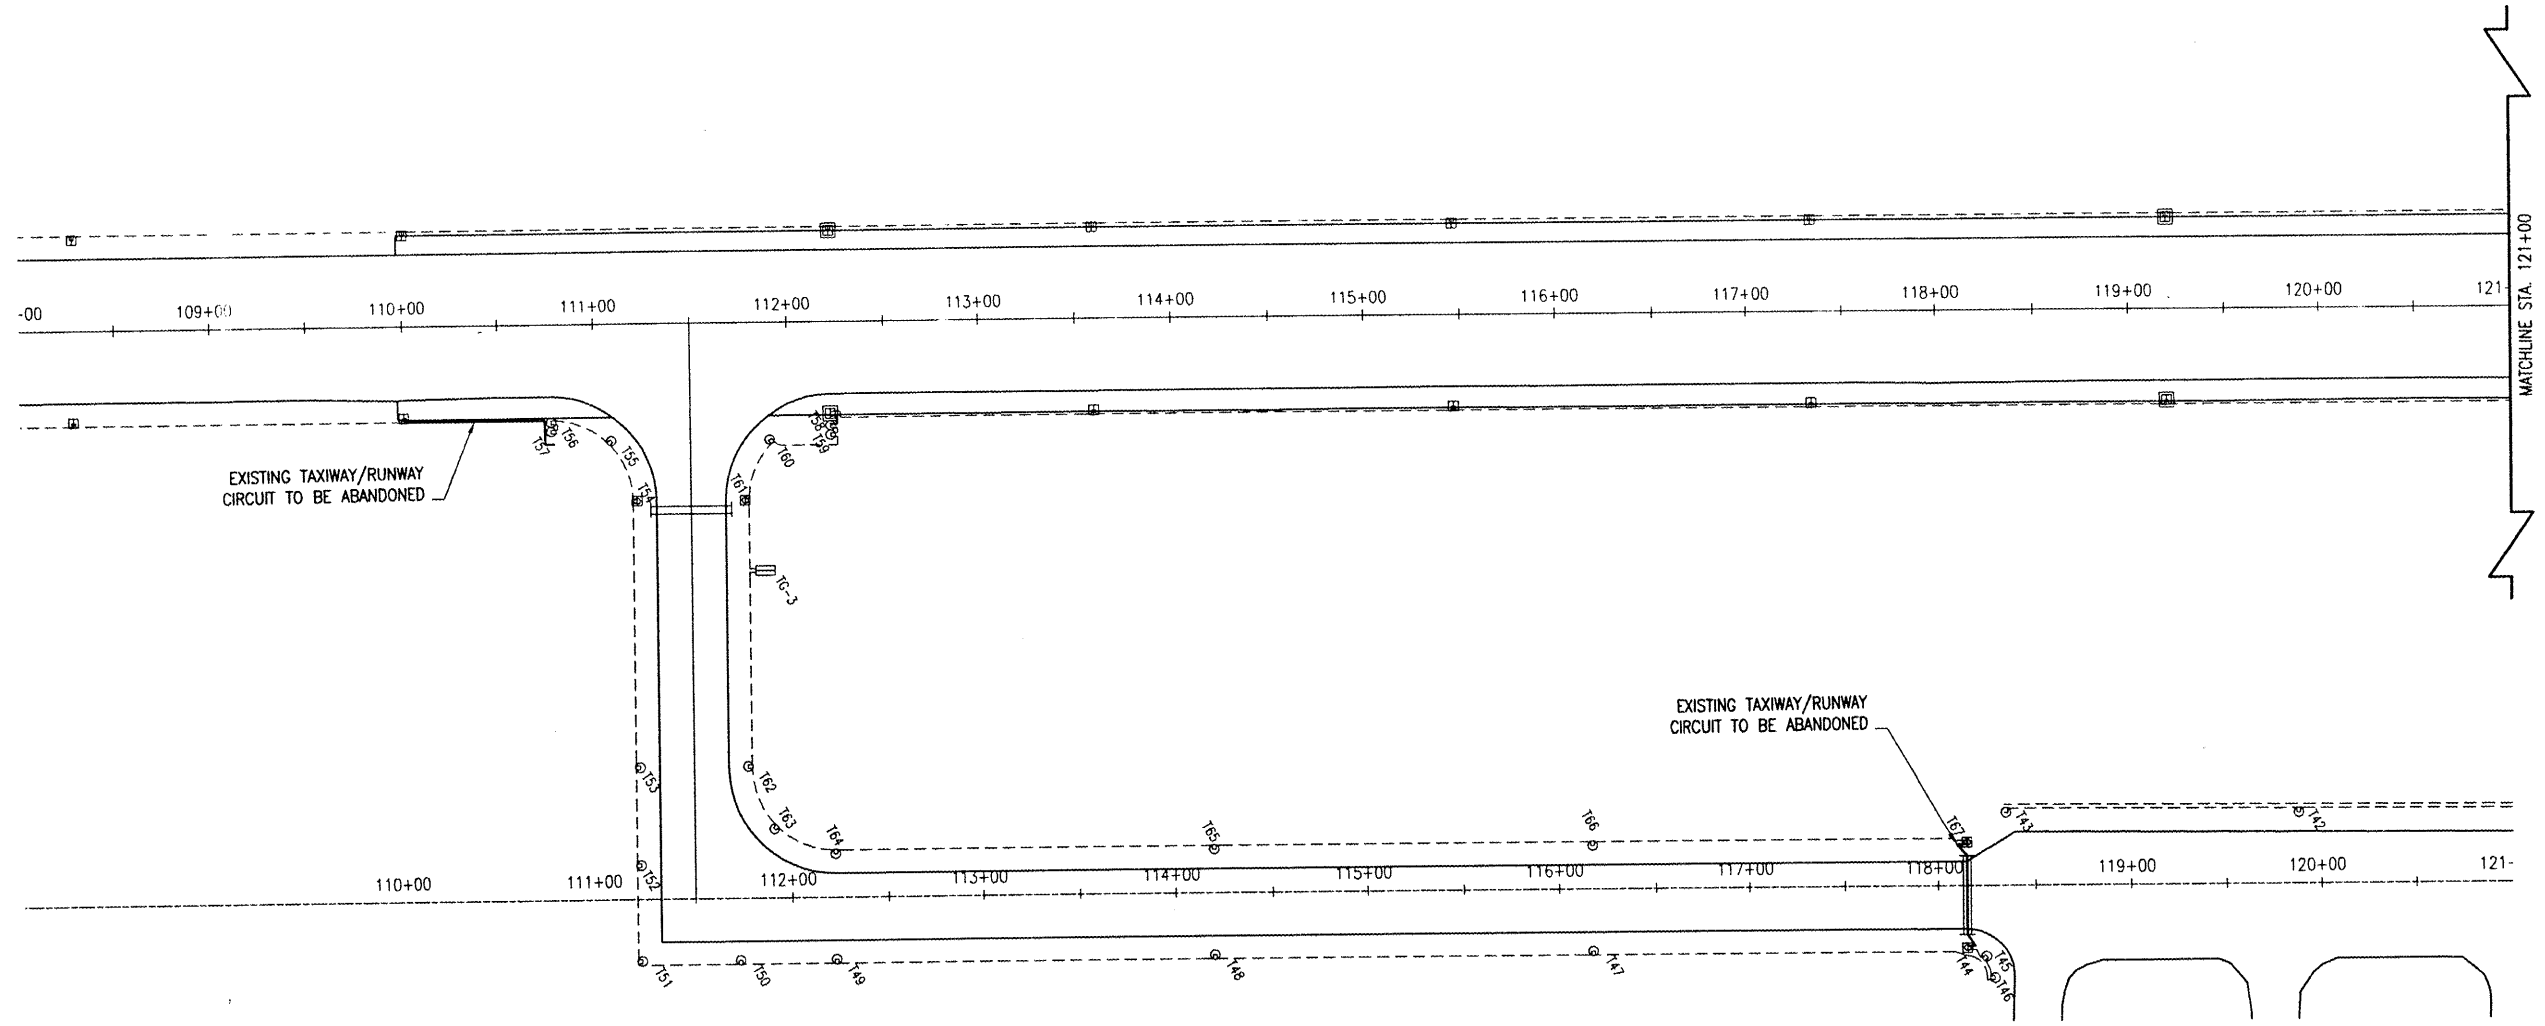 -00
109+00
110+00
111+00
112+00
113+00
114+00
115+00
116+00
117+00
118+00
119+00
120+00
121-
MATCHLINE STA. 121+00
T57
T56
T55
T54
T58
T59
T60
T61
EXISTING TAXIWAY/RUNWAY
CIRCUIT TO BE ABANDONED
TG-3
EXISTING TAXIWAY/RUNWAY
CIRCUIT TO BE ABANDONED
T53
T62
T63
T64
T65
T66
T67
T43
T42
T52
110+00
111+00
112+00
113+00
114+00
115+00
116+00
117+00
118+00
119+00
120+00
121-
T51
T50
T49
T48
T47
T44
T45
T46